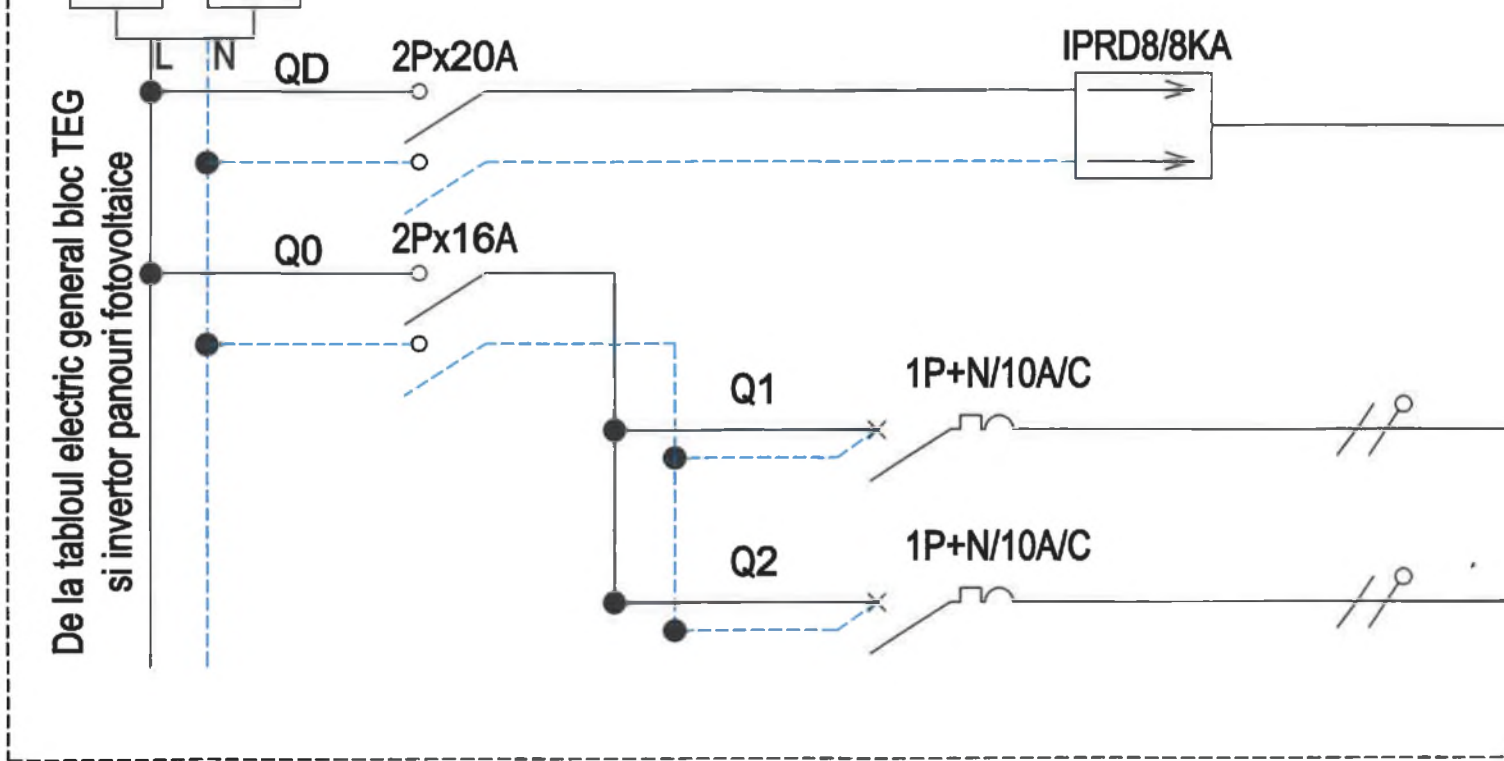 L N
QD
2Px20A
IPRD8/8KA
De la tabloul electric general bloc TEG
si invertor panouri fotovoltaice
Q0
2Px16A
Q1
1P+N/10A/C
Q2
1P+N/10A/C